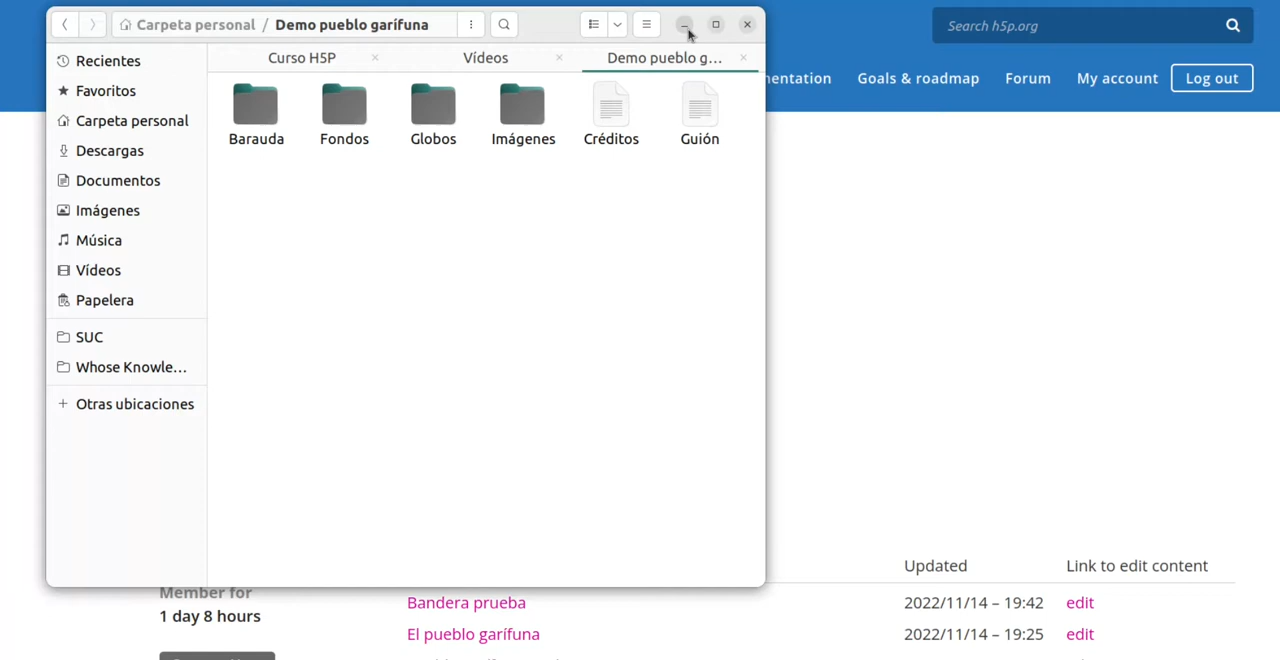 Carpeta personal / Demo pueblo garífuna
Search h5p.org
Curso H5P
Vídeos
Demo pueblo g...
Goals & roadmap
Forum
My account
Log out
Recientes
Favoritos
Carpeta personal
Descargas
Documentos
Imágenes
Música
Vídeos
Papelera
SUC
Whose Knowle...
Otras ubicaciones
Barauda
Fondos
Globos
Imágenes
Créditos
Guión
Updated
Link to edit content
Member for
1 day 8 hours
Bandera prueba
2022/11/14 – 19:42
edit
El pueblo garífuna
2022/11/14 – 19:25
edit